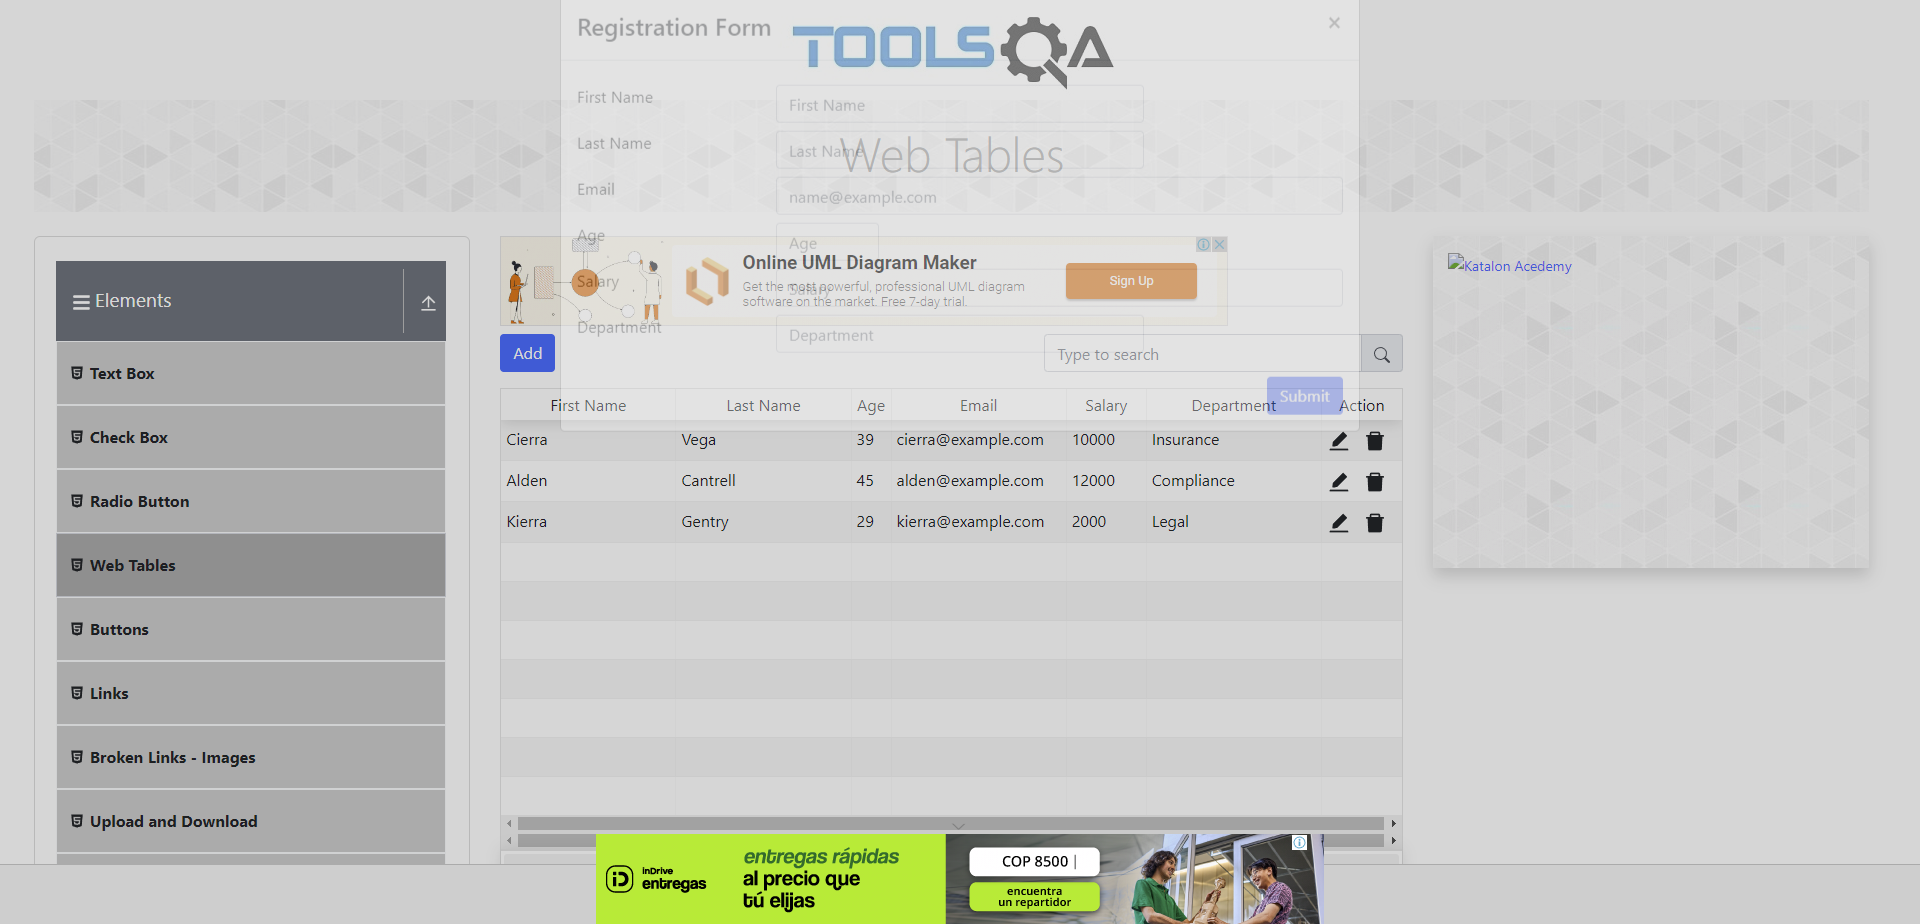 Registration Form
×
TOOLSQA
First Name
First Name
Last Name
Last Name
Web Tables
Email
name@example.com
Age
Age
Salary
Salary
Department
Department
Submit
Elements
Text Box
Check Box
Radio Button
Web Tables
Buttons
Links
Broken Links - Images
Upload and Download
Online UML Diagram Maker
Get the most powerful, professional UML diagram
software on the market. Free 7-day trial.
Sign Up
Add
Type to search
First Name Last Name Age Email Salary Department Action
Cierra Vega 39 cierra@example.com 10000 Insurance
Alden Cantrell 45 alden@example.com 12000 Compliance
Kierra Gentry 29 kierra@example.com 2000 Legal
Katalon Acedemy
inDrive
entregas
entregas rápidas
al precio que
tú elijas
COP 8500 |
encuentra
un repartidor